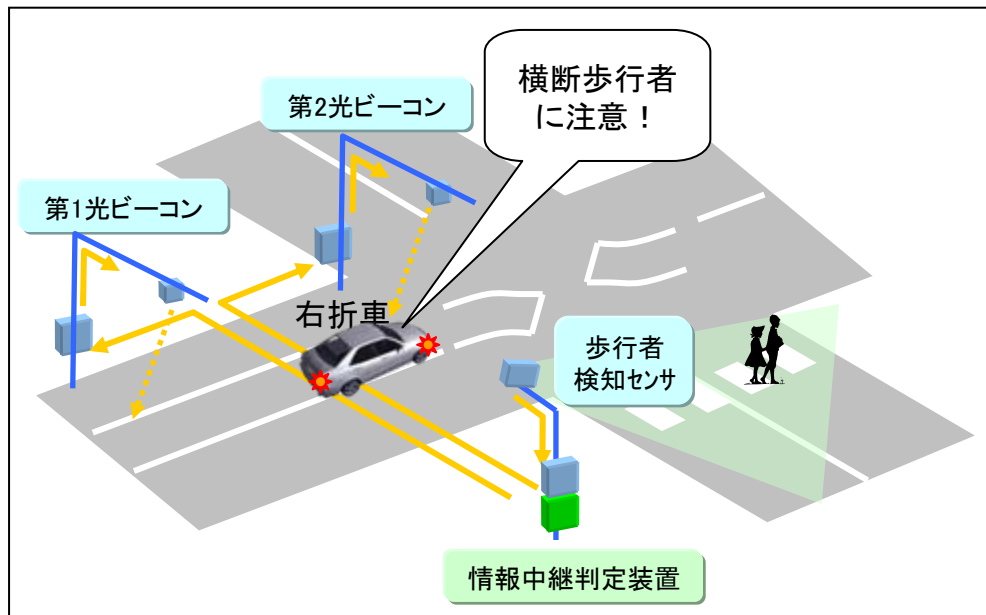 横断歩行者
に注意！
第2光ビーコン
第1光ビーコン
右折車
歩行者
検知センサ
情報中継判定装置